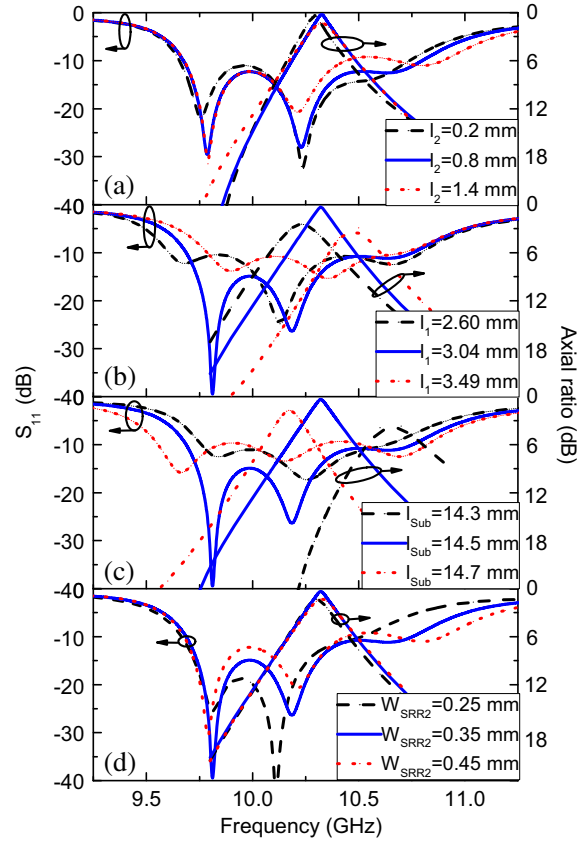 0 0
-10 6
-20 12
-30 18
(a)
l2=0.2 mm
l2=0.8 mm
l2=1.4 mm
-40 0
-10 6
-20 12
-30 18
(b)
l1=2.60 mm
l1=3.04 mm
l1=3.49 mm
-40 0
-10 6
-20 12
-30 18
(c)
lSub=14.3 mm
lSub=14.5 mm
lSub=14.7 mm
-40 0
-10 6
-20 12
-30 18
(d)
WSRR2=0.25 mm
WSRR2=0.35 mm
WSRR2=0.45 mm
-40
9.5 10.0 10.5 11.0
Frequency (GHz)
S11 (dB)
Axial ratio (dB)